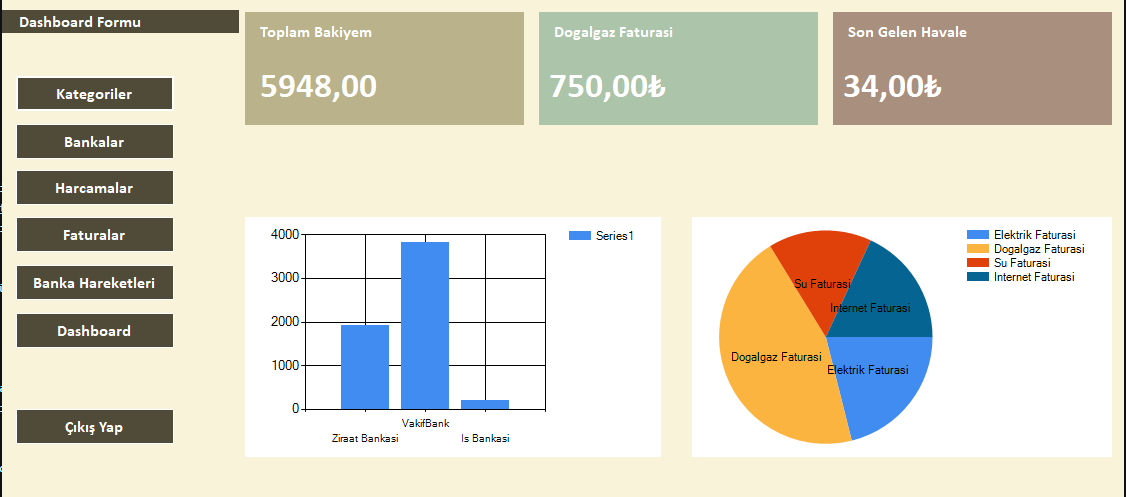 Dashboard Formu
Kategoriler
Bankalar
Harcamalar
Faturalar
Banka Hareketleri
Dashboard
Çıkış Yap
Toplam Bakiyem
5948,00
Dogalgaz Faturasi
750,00₺
Son Gelen Havale
34,00₺
4000
3000
2000
1000
0
Ziraat Bankasi
VakifBank
Is Bankasi
Series1
Su Faturasi
Internet Faturasi
Dogalgaz Faturasi
Elektrik Faturasi
Elektrik Faturasi
Dogalgaz Faturasi
Su Faturasi
Internet Faturasi